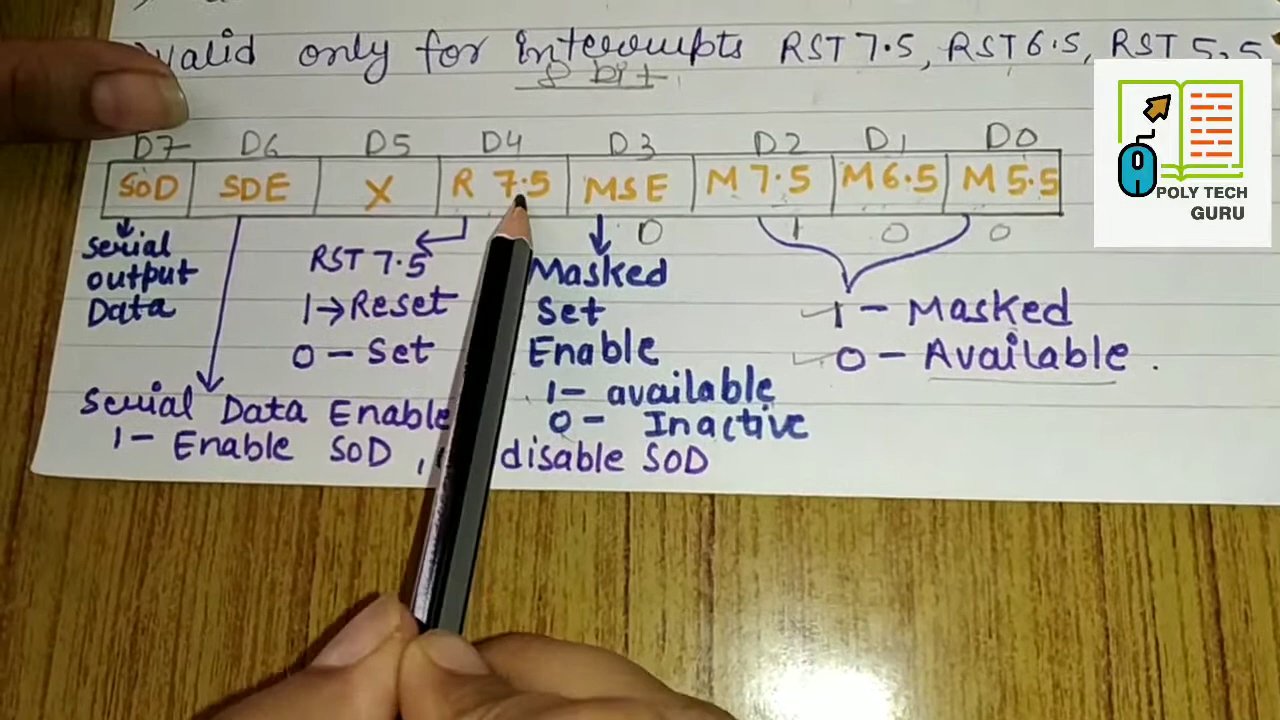 valid only for Interrupts RST 7.5, RST 6.5, RST 5.5
8 bit
D7 D6 D5 D4 D3 D2 D1 D0
SOD SDE X R 7.5 MSE M 7.5 M 6.5 M 5.5
0 1 0 0
Serial output Data
RST 7.5
1→Reset
0 - Set
Masked
Set
Enable
1- available
0- Inactive
1 - Masked
0 - Available .
Serial Data Enable
1- Enable SOD , disable SOD
POLY TECH
GURU